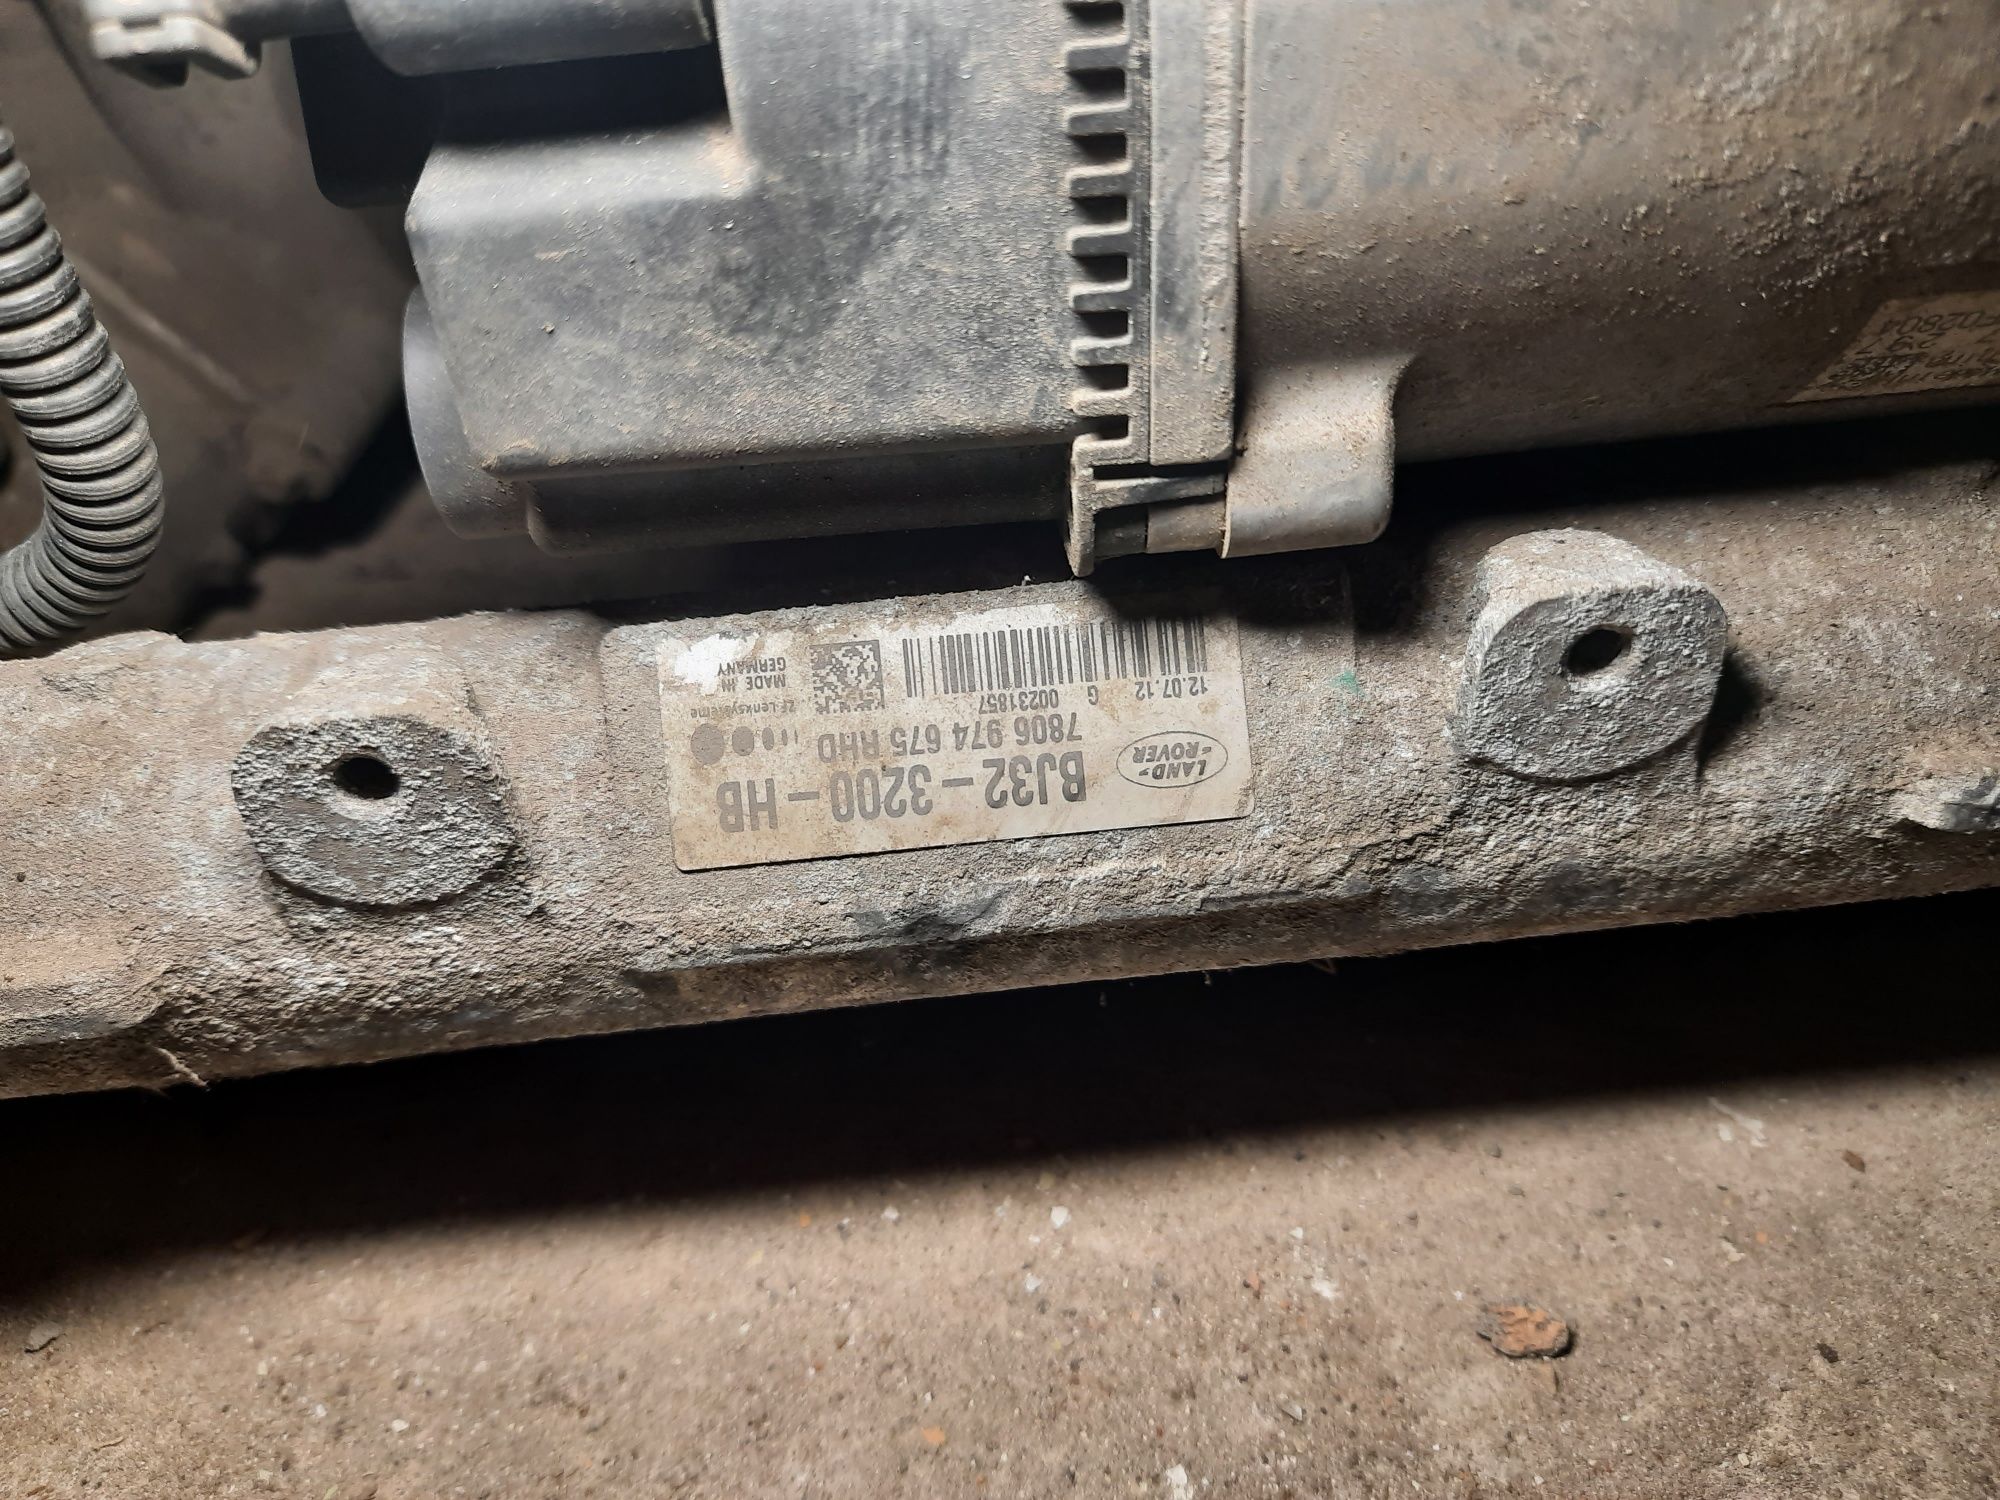 LAND-
-ROVER
BJ32-3200-HB
7806 974 675 RHD
12.07.12 G 00231857
ZF Lenksysteme
MADE IN
GERMANY